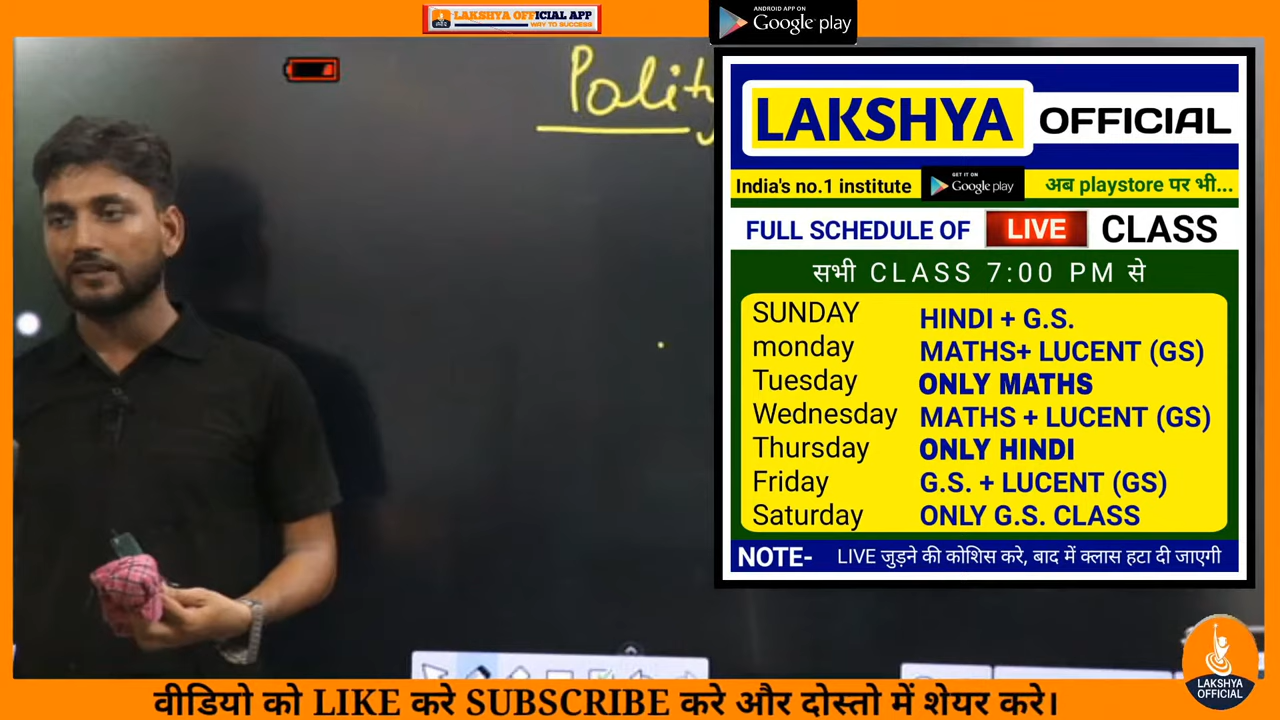 LAKSHYA OFFICIAL APP
WAY TO SUCCESS
ANDROID APP ON
Google play
Polity
LAKSHYA OFFICIAL
India's no.1 institute GET IT ON Google play अब playstore पर भी...
FULL SCHEDULE OF LIVE CLASS
सभी CLASS 7:00 PM से
SUNDAY HINDI + G.S.
monday MATHS+ LUCENT (GS)
Tuesday ONLY MATHS
Wednesday MATHS + LUCENT (GS)
Thursday ONLY HINDI
Friday G.S. + LUCENT (GS)
Saturday ONLY G.S. CLASS
NOTE- LIVE जुड़ने की कोशिस करे, बाद में क्लास हटा दी जाएगी
LAKSHYA
OFFICIAL
वीडियो को LIKE करे SUBSCRIBE करे और दोस्तो में शेयर करे।